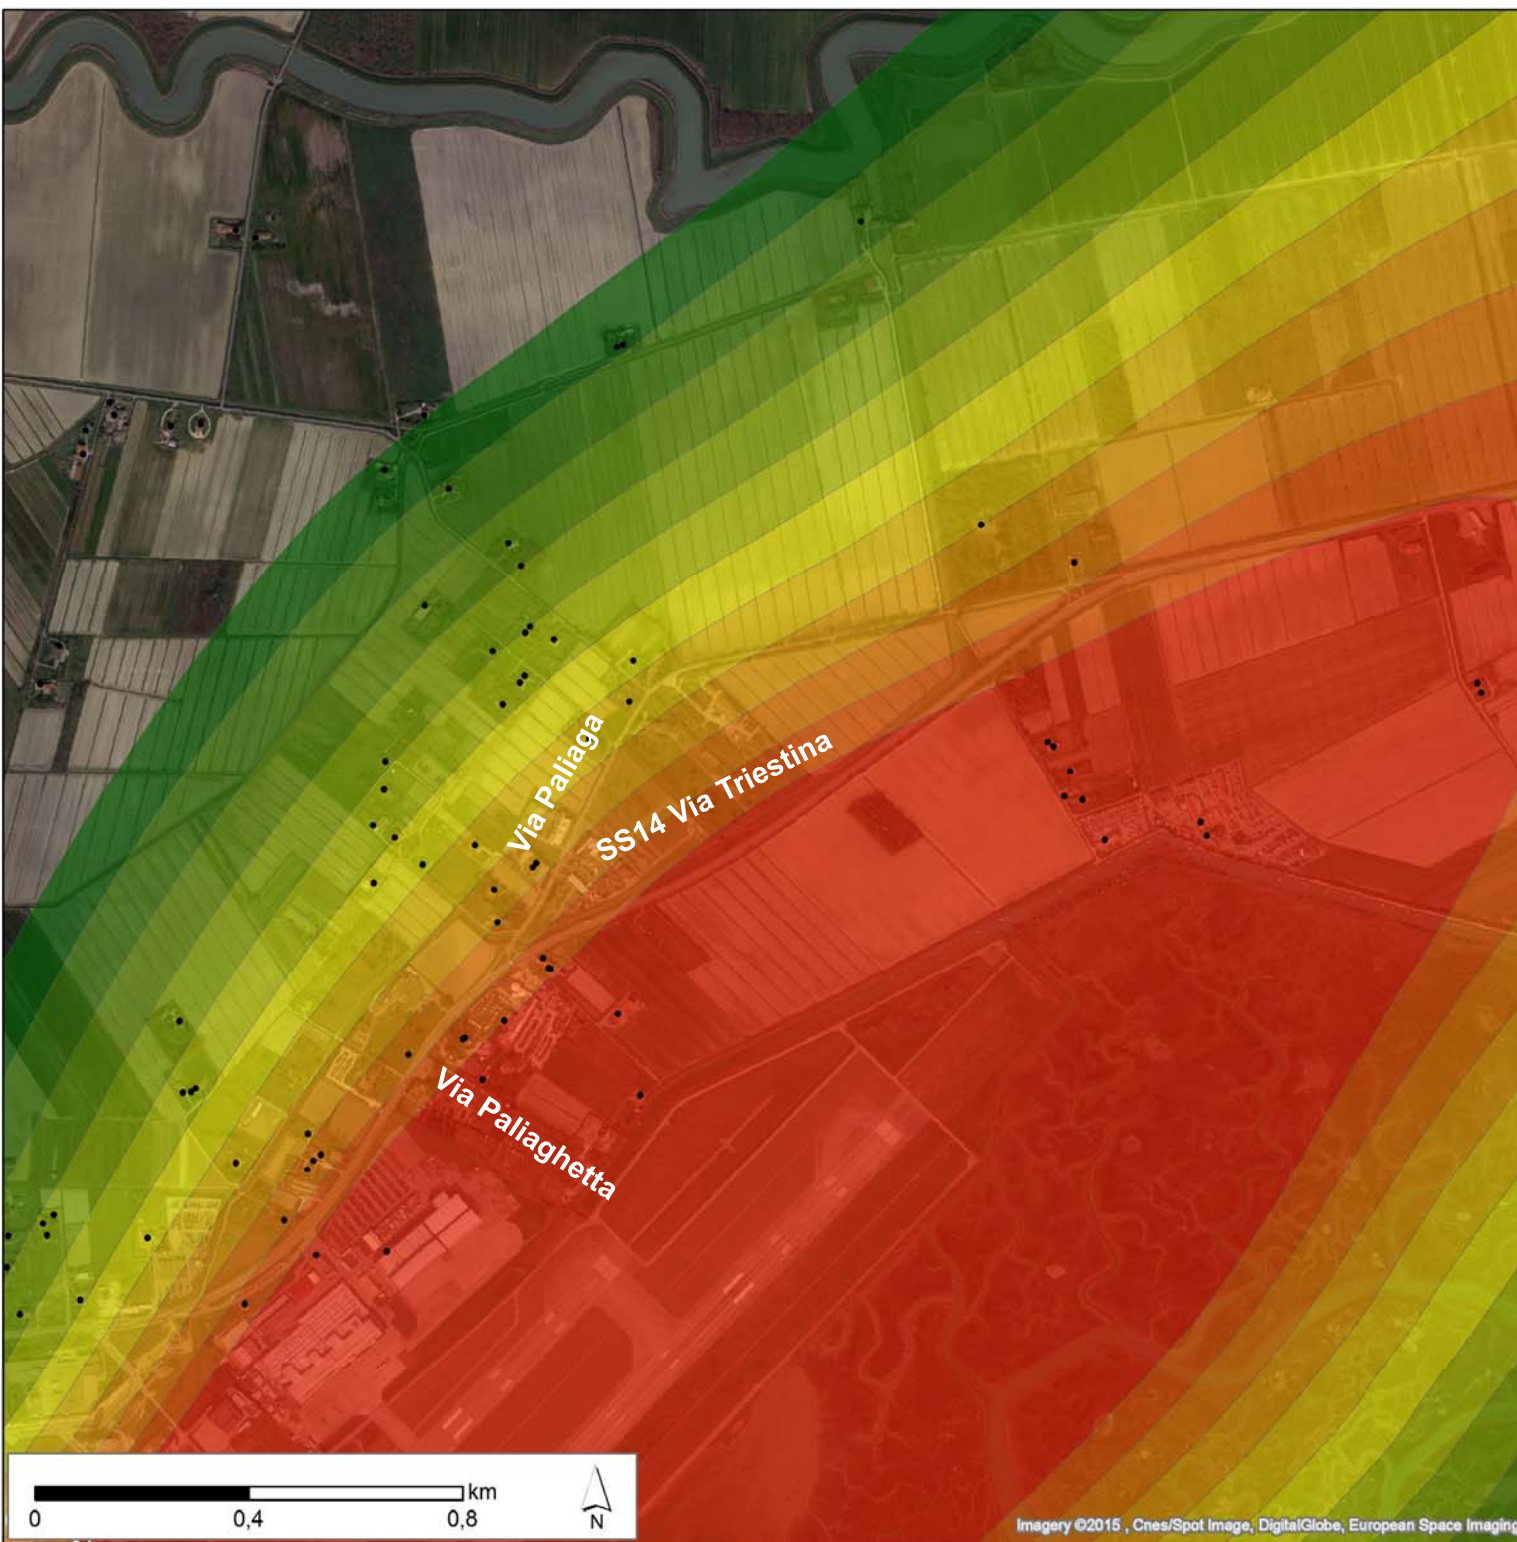 Via Paliaga
SS14 Via Triestina
Via Paliaghetta
km
0 0,4 0,8
N
Imagery ©2015 , Cnes/Spot Image, DigitalGlobe, European Space Imaging